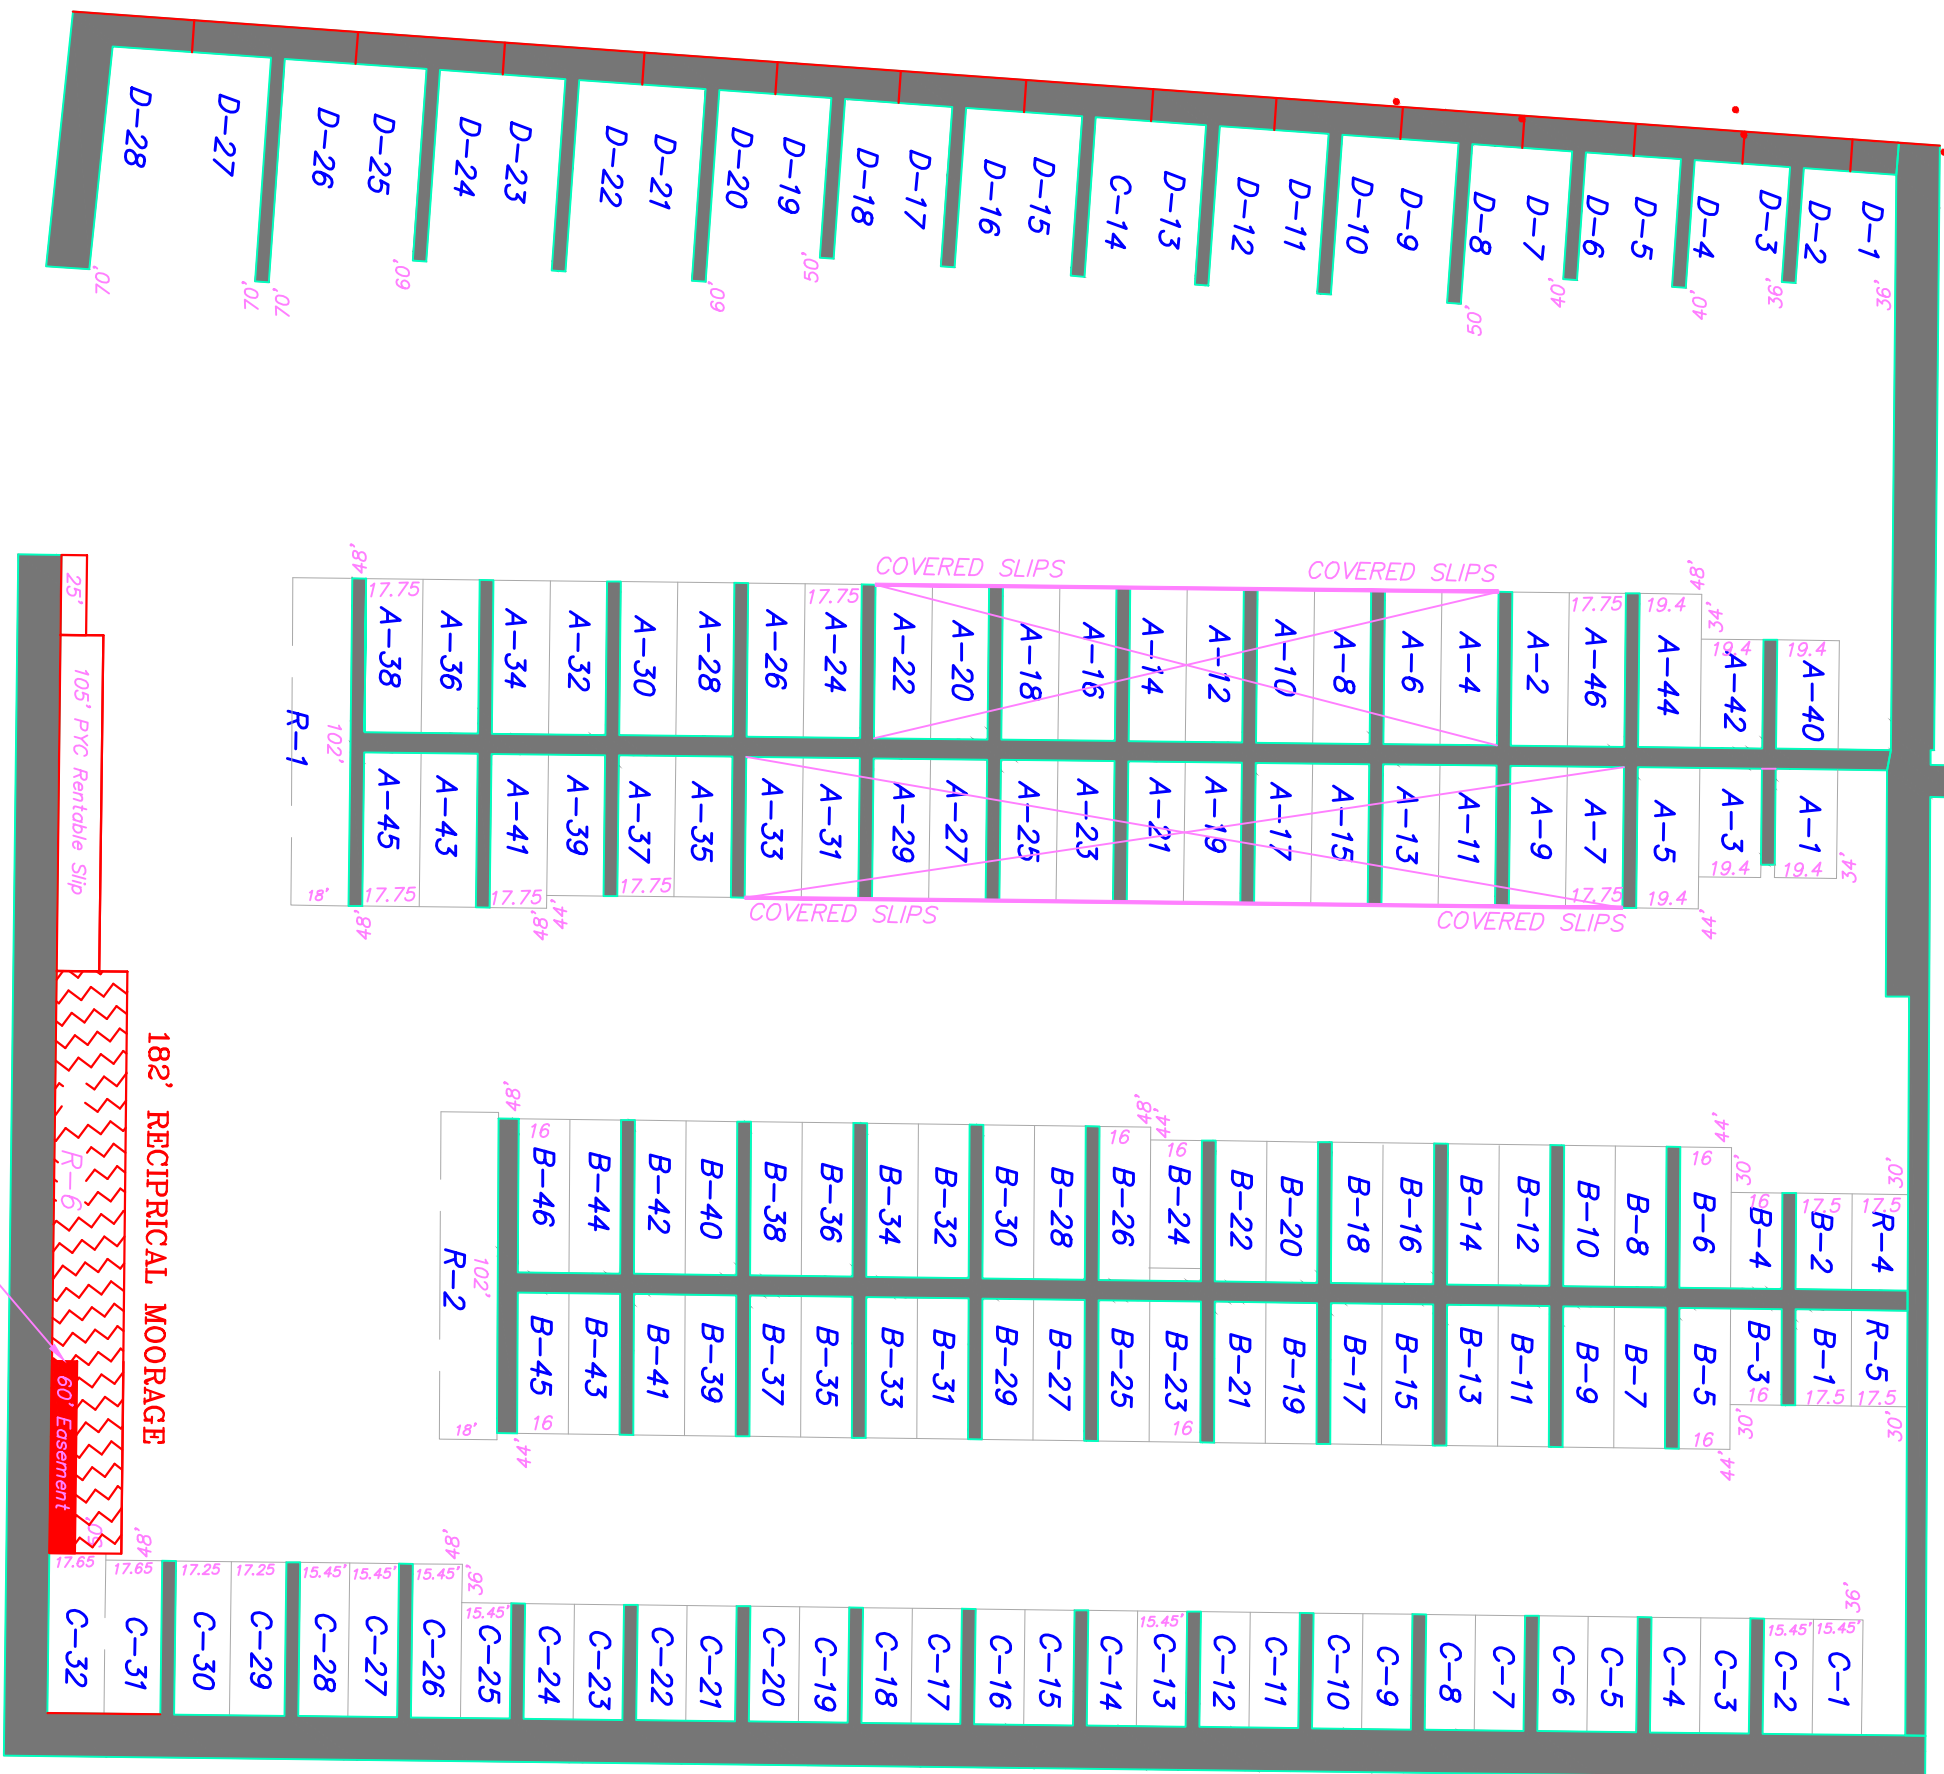 D-28
D-27
D-26
D-25
D-24
D-23
D-22
D-21
D-20
D-19
D-18
D-17
D-16
D-15
C-14
D-13
D-12
D-11
D-10
D-9
D-8
D-7
D-6
D-5
D-4
D-3
D-2
D-1
70'
70'
70'
60'
60'
50'
50'
40'
40'
36'
36'
COVERED SLIPS
COVERED SLIPS
48'
48'
34'
17.75
17.75
17.75
19.4
19.4
19.4
A-38
A-36
A-34
A-32
A-30
A-28
A-26
A-24
A-22
A-20
A-18
A-16
A-14
A-12
A-10
A-8
A-6
A-4
A-2
A-46
A-44
A-42
A-40
R-1
102'
A-45
A-43
A-41
A-39
A-37
A-35
A-33
A-31
A-29
A-27
A-25
A-23
A-21
A-19
A-17
A-15
A-13
A-11
A-9
A-7
A-5
A-3
A-1
18'
17.75
17.75
17.75
17.75
19.4
19.4
19.4
34'
48'
48'
44'
44'
COVERED SLIPS
COVERED SLIPS
25'
105' PYC Rentable Slip
182' RECIPRICAL MOORAGE
R-6
60' Easement
50'
48'
48'
44'
44'
30'
30'
16
16
16
16
16
17.5
17.5
B-46
B-44
B-42
B-40
B-38
B-36
B-34
B-32
B-30
B-28
B-26
B-24
B-22
B-20
B-18
B-16
B-14
B-12
B-10
B-8
B-6
B-4
B-2
R-4
R-2
102'
B-45
B-43
B-41
B-39
B-37
B-35
B-33
B-31
B-29
B-27
B-25
B-23
B-21
B-19
B-17
B-15
B-13
B-11
B-9
B-7
B-5
B-3
B-1
R-5
18'
16
16
16
16
17.5
17.5
44'
44'
30'
30'
48'
48'
36'
36'
17.65
17.65
17.25
17.25
15.45'
15.45'
15.45'
15.45'
15.45'
15.45'
15.45'
C-32
C-31
C-30
C-29
C-28
C-27
C-26
C-25
C-24
C-23
C-22
C-21
C-20
C-19
C-18
C-17
C-16
C-15
C-14
C-13
C-12
C-11
C-10
C-9
C-8
C-7
C-6
C-5
C-4
C-3
C-2
C-1